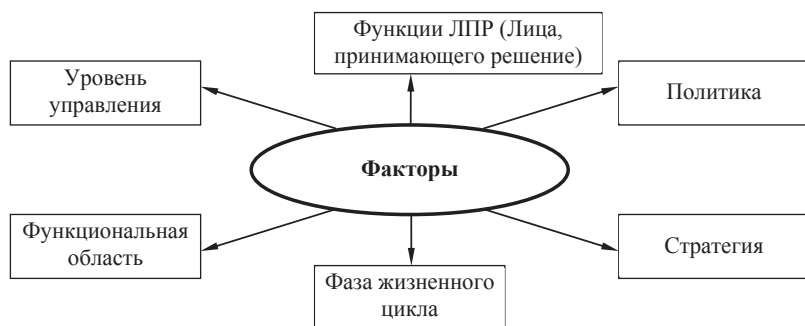 Функции ЛПР (Лица,
принимающего решение)
Уровень
управления
Политика
Факторы
Функциональная
область
Стратегия
Фаза жизненного
цикла